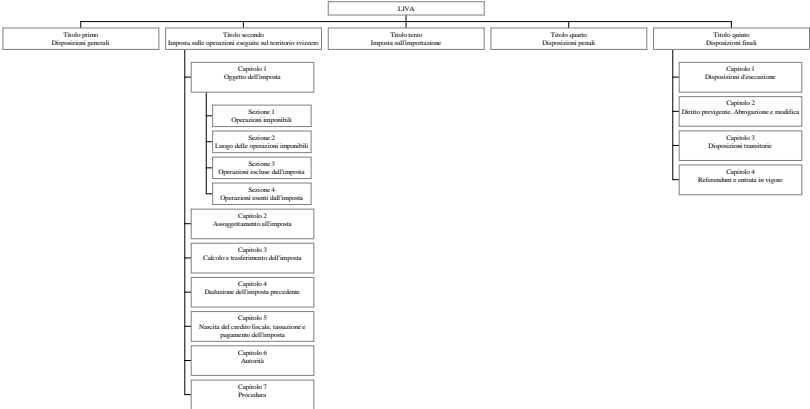 LIVA
Titolo primo
Disposizioni generali
Titolo secondo
Imposta sulle operazioni eseguite sul territorio svizzero
Titolo terzo
Imposta sull'importazione
Titolo quarto
Disposizioni penali
Titolo quinto
Disposizioni finali
Capitolo 1
Oggetto dell'imposta
Sezione 1
Operazioni imponibili
Sezione 2
Luogo delle operazioni imponibili
Sezione 3
Operazioni escluse dall'imposta
Sezione 4
Operazioni esenti dall'imposta
Capitolo 2
Assoggettamento all'imposta
Capitolo 3
Calcolo e trasferimento dell'imposta
Capitolo 4
Deduzione dell'imposta precedente
Capitolo 5
Nascita del credito fiscale, tassazione e
pagamento dell'imposta
Capitolo 6
Autorità
Capitolo 7
Procedura
Capitolo 1
Disposizioni d'esecuzione
Capitolo 2
Diritto previgente. Abrogazione e modifica
Capitolo 3
Disposizioni transitorie
Capitolo 4
Referendum e entrata in vigore